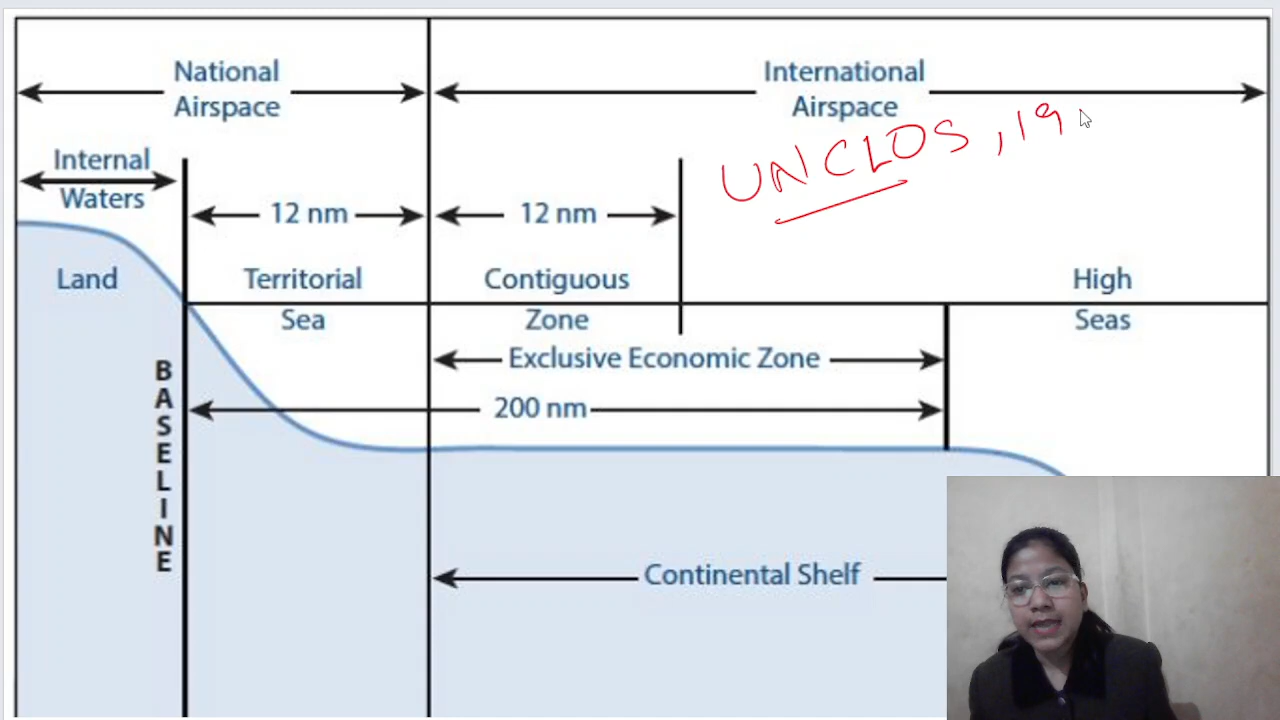 National
Airspace
International
Airspace
UNCLOS, 19
Internal
Waters
12 nm
12 nm
Land
Territorial
Sea
Contiguous
Zone
High
Seas
Exclusive Economic Zone
200 nm
BASELINE
Continental Shelf